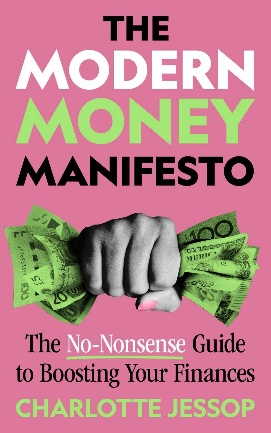 THE
MODERN
MONEY
MANIFESTO
The No-Nonsense Guide
to Boosting Your Finances
CHARLOTTE JESSOP